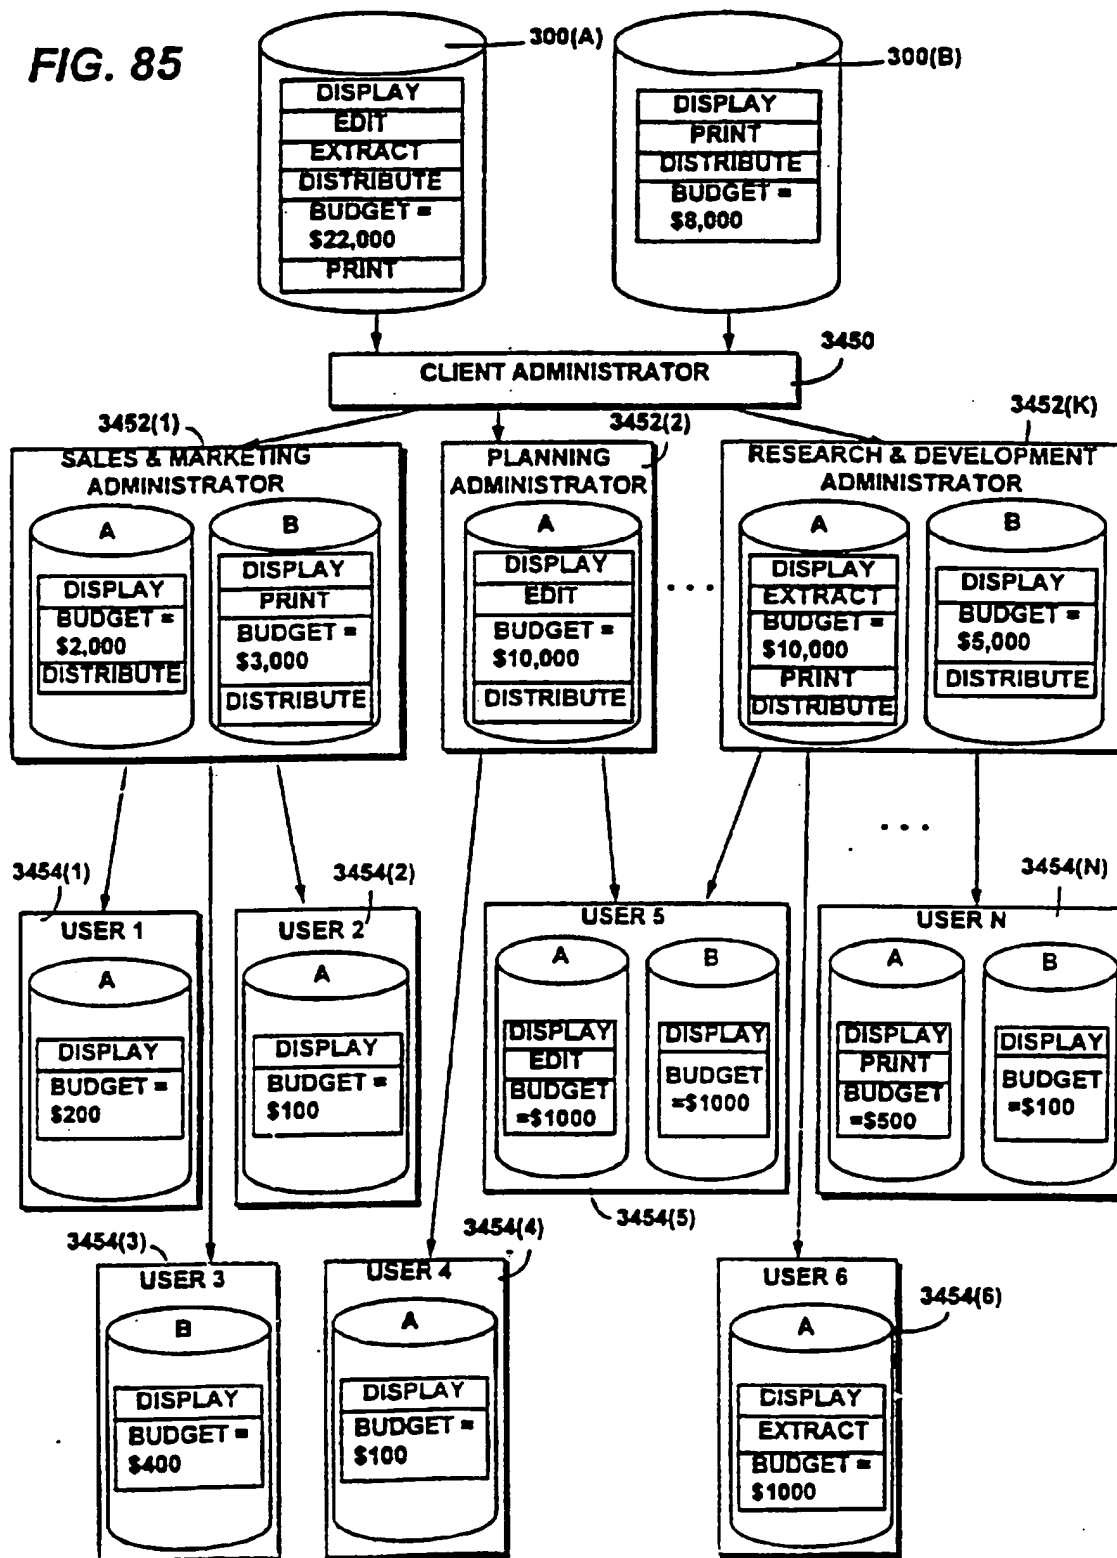 FIG. 85
300(A)
DISPLAY
EDIT
EXTRACT
DISTRIBUTE
BUDGET =
$22,000
PRINT
300(B)
DISPLAY
PRINT
DISTRIBUTE
BUDGET =
$8,000
3450
CLIENT ADMINISTRATOR
3452(1)
SALES & MARKETING
ADMINISTRATOR
A
DISPLAY
BUDGET =
$2,000
DISTRIBUTE
B
DISPLAY
PRINT
BUDGET =
$3,000
DISTRIBUTE
3452(2)
PLANNING
ADMINISTRATOR
A
DISPLAY
EDIT
BUDGET =
$10,000
DISTRIBUTE
. . .
3452(K)
RESEARCH & DEVELOPMENT
ADMINISTRATOR
A
DISPLAY
EXTRACT
BUDGET =
$10,000
PRINT
DISTRIBUTE
B
DISPLAY
BUDGET =
$5,000
DISTRIBUTE
. . .
3454(1)
USER 1
A
DISPLAY
BUDGET =
$200
3454(2)
USER 2
A
DISPLAY
BUDGET =
$100
USER 5
A
DISPLAY
EDIT
BUDGET
=$1000
B
DISPLAY
BUDGET
=$1000
3454(5)
3454(N)
USER N
A
DISPLAY
PRINT
BUDGET
=$500
B
DISPLAY
BUDGET
=$100
3454(3)
USER 3
B
DISPLAY
BUDGET =
$400
3454(4)
USER 4
A
DISPLAY
BUDGET =
$100
USER 6
3454(6)
A
DISPLAY
EXTRACT
BUDGET =
$1000